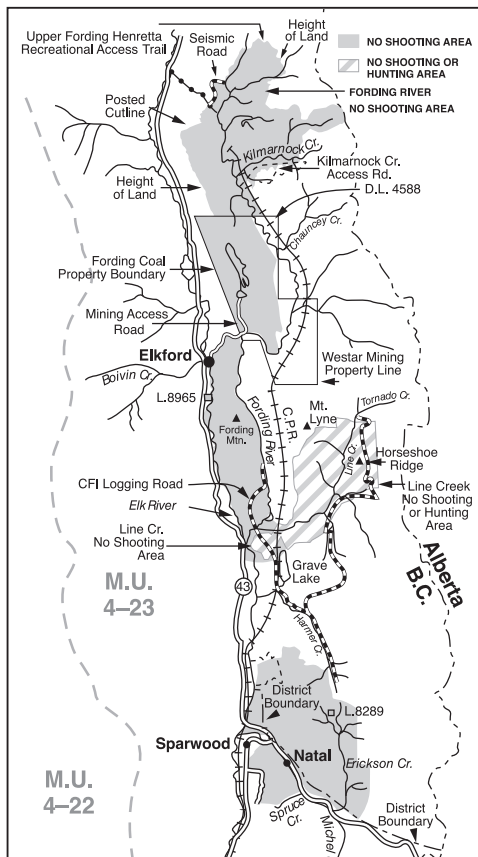 Upper Fording Henretta
Recreational Access Trail
Seismic
Road
Height
of Land
NO SHOOTING AREA
NO SHOOTING OR
HUNTING AREA
FORDING RIVER
NO SHOOTING AREA
Posted
Cutline
Kilmarnock Cr.
Kilmarnock Cr.
Access Rd.
Height
of Land
D.L. 4588
Chauncey Cr.
Fording Coal
Property Boundary
Mining Access
Road
Elkford
Boivin Cr.
L.8965
Westar Mining
Property Line
Tornado Cr.
Mt.
Lyne
C.P.R.
Fording River
Fording
Mtn.
Line Cr.
Horseshoe
Ridge
CFI Logging Road
Line Creek
No Shooting
or Hunting
Area
Elk River
Line Cr.
No Shooting
Area
Alberta
B.C.
M.U.
4–23
43
Grave
Lake
Harmer Cr.
District
Boundary
L.8289
Sparwood
Natal
Erickson Cr.
M.U.
4–22
Spruce
Cr.
Michel
District
Boundary